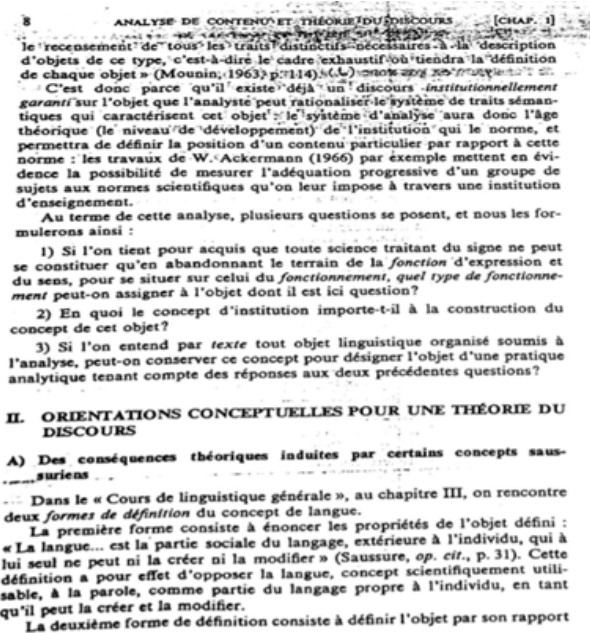 8 ANALYSE DE CONTENU ET THÉORIE DU DISCOURS [CHAP. 1]
le recensement de tous les traits distinctifs nécessaires à la description
d'objets de ce type, c'est-à-dire le cadre exhaustif où tiendra la définition
de chaque objet » (Mounin, 1963, p. 114).
C'est donc parce qu'il existe déjà un discours institutionnellement
garanti sur l'objet que l'analyste peut rationaliser le système de traits séman-
tiques qui caractérisent cet objet : le système d'analyse aura donc l'âge
théorique (le niveau de développement) de l'institution qui le norme, et
permettra de définir la position d'un contenu particulier par rapport à cette
norme : les travaux de W. Ackermann (1966) par exemple mettent en évi-
dence la possibilité de mesurer l'adéquation progressive d'un groupe de
sujets aux normes scientifiques qu'on leur impose à travers une institution
d'enseignement.
Au terme de cette analyse, plusieurs questions se posent, et nous les for-
mulerons ainsi :
1) Si l'on tient pour acquis que toute science traitant du signe ne peut
se constituer qu'en abandonnant le terrain de la fonction d'expression et
du sens, pour se situer sur celui du fonctionnement, quel type de fonctionne-
ment peut-on assigner à l'objet dont il est ici question?
2) En quoi le concept d'institution importe-t-il à la construction du
concept de cet objet?
3) Si l'on entend par texte tout objet linguistique organisé soumis à
l'analyse, peut-on conserver ce concept pour désigner l'objet d'une pratique
analytique tenant compte des réponses aux deux précédentes questions?
II. ORIENTATIONS CONCEPTUELLES POUR UNE THÉORIE DU
DISCOURS
A) Des conséquences théoriques induites par certains concepts saus-
suriens
Dans le « Cours de linguistique générale », au chapitre III, on rencontre
deux formes de définition du concept de langue.
La première forme consiste à énoncer les propriétés de l'objet défini :
« La langue... est la partie sociale du langage, extérieure à l'individu, qui à
lui seul ne peut ni la créer ni la modifier » (Saussure, op. cit., p. 31). Cette
définition a pour effet d'opposer la langue, concept scientifiquement utili-
sable, à la parole, comme partie du langage propre à l'individu, en tant
qu'il peut la créer et la modifier.
La deuxième forme de définition consiste à définir l'objet par son rapport